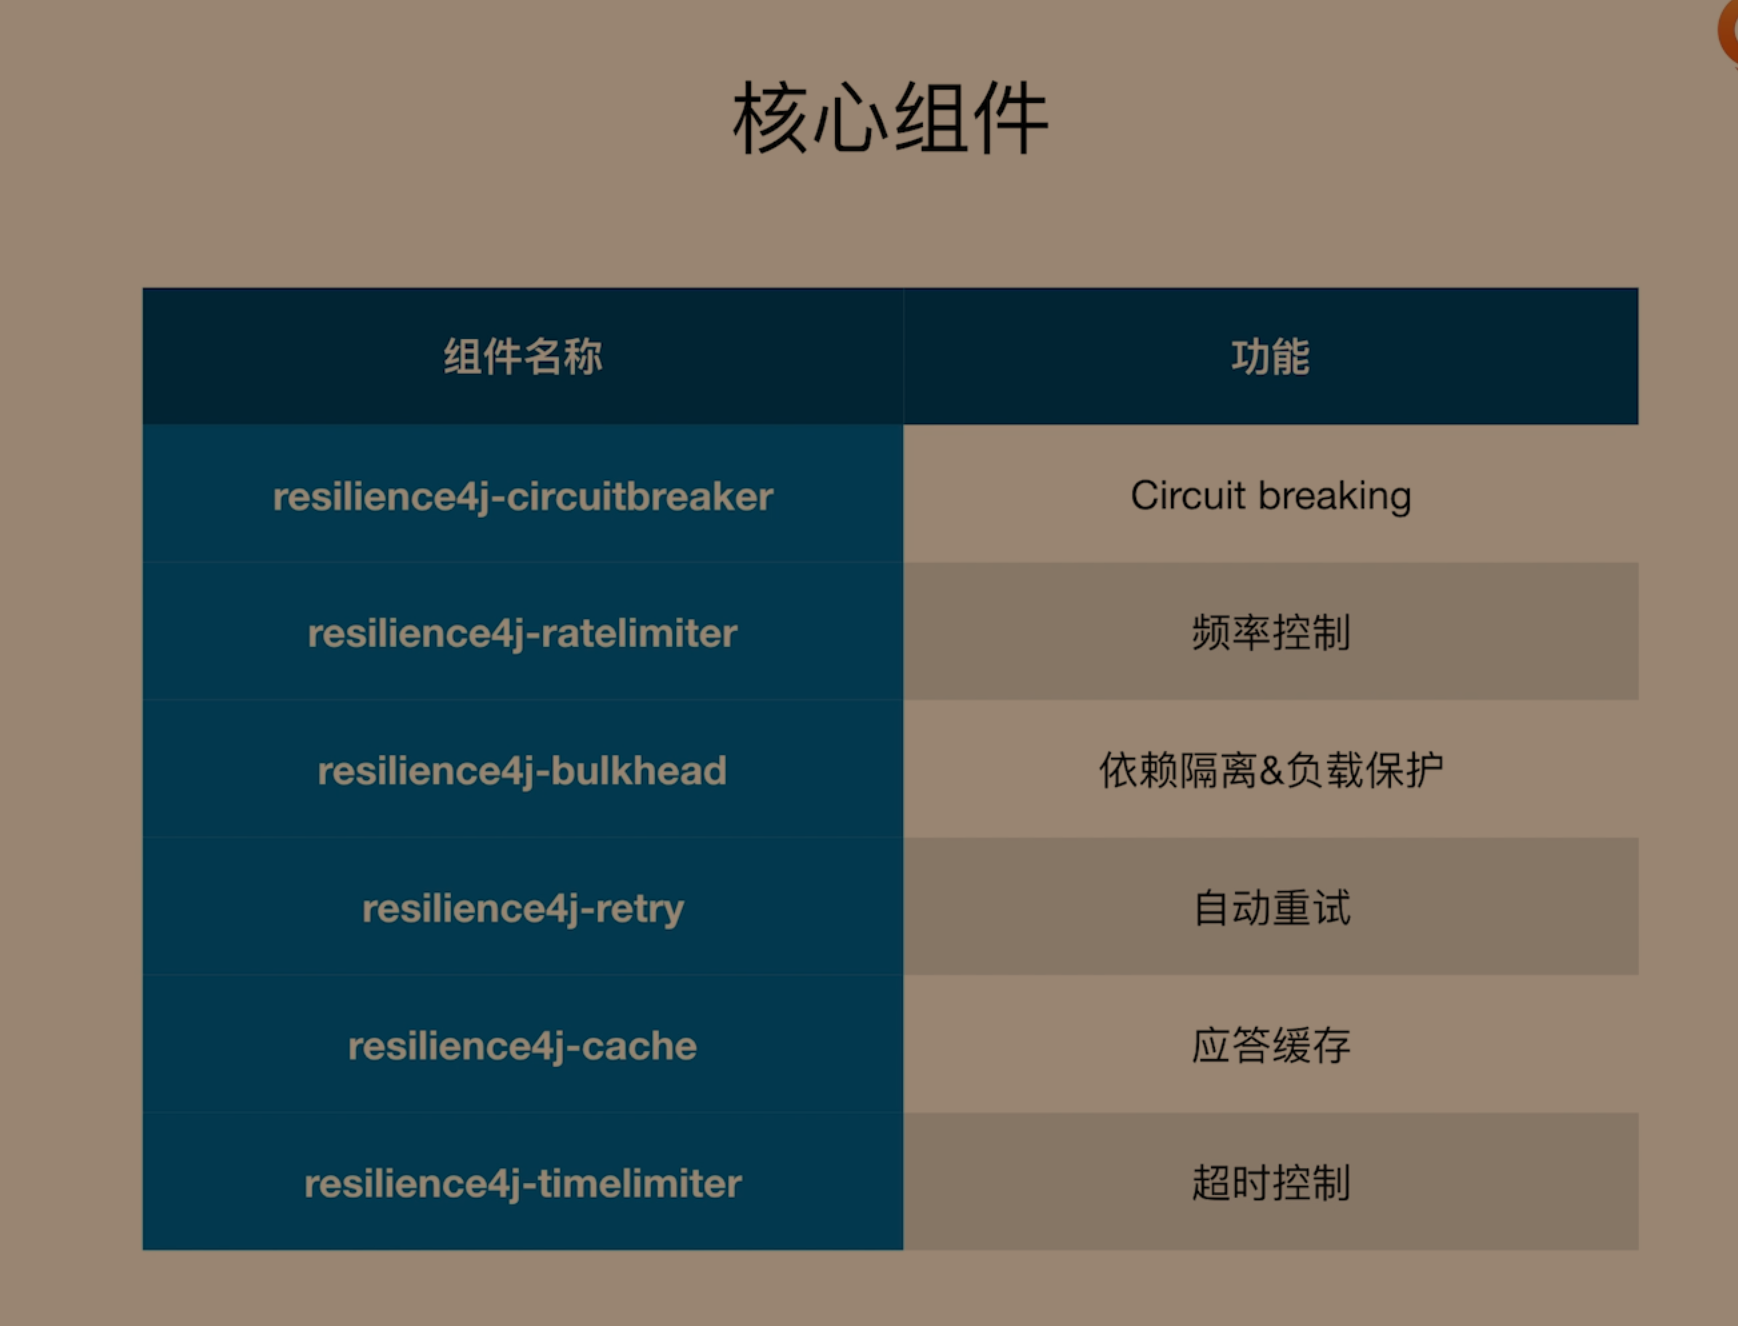 核心组件
组件名称 功能
resilience4j-circuitbreaker Circuit breaking
resilience4j-ratelimiter 频率控制
resilience4j-bulkhead 依赖隔离&负载保护
resilience4j-retry 自动重试
resilience4j-cache 应答缓存
resilience4j-timelimiter 超时控制